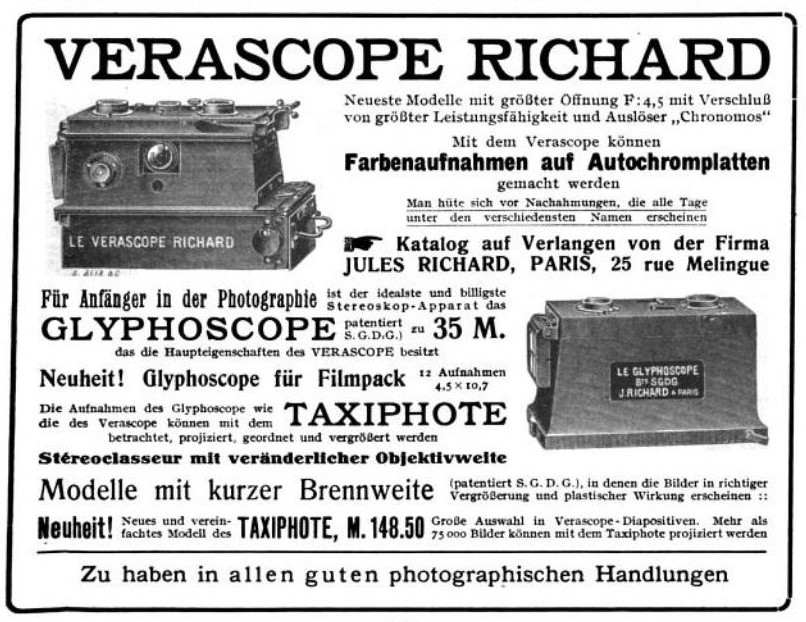 VERASCOPE RICHARD
Neueste Modelle mit größter Öffnung F:4,5 mit Verschluß
von größter Leistungsfähigkeit und Auslöser „Chronomos“
Mit dem Verascope können
Farbenaufnahmen auf Autochromplatten
gemacht werden
Man hüte sich vor Nachahmungen, die alle Tage
unter den verschiedensten Namen erscheinen
LE VERASCOPE RICHARD
Katalog auf Verlangen von der Firma
JULES RICHARD, PARIS, 25 rue Melingue
Für Anfänger in der Photographie ist der idealste und billigste
Stereoskop-Apparat das
GLYPHOSCOPE patentiert S. G. D. G.) zu 35 M.
das die Haupteigenschaften des VERASCOPE besitzt
Neuheit! Glyphoscope für Filmpack 12 Aufnahmen
4,5 × 10,7
LE GLYPHOSCOPE
BTÉ SGDG
J. RICHARD à PARIS
Die Aufnahmen des Glyphoscope wie
die des Verascope können mit dem TAXIPHOTE
betrachtet, projiziert, geordnet und vergrößert werden
Stéréoclasseur mit veränderlicher Objektivweite
Modelle mit kurzer Brennweite (patentiert S. G. D. G.), in denen die Bilder in richtiger
Vergrößerung und plastischer Wirkung erscheinen ::
Neuheit! Neues und verein-
fachtes Modell des TAXIPHOTE, M. 148.50 Große Auswahl in Verascope-Diapositiven. Mehr als
75 000 Bilder können mit dem Taxiphote projiziert werden
Zu haben in allen guten photographischen Handlungen